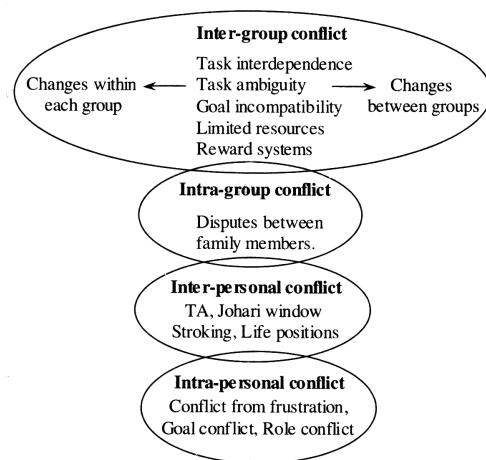 Inter-group conflict
Task interdependence
Changes within
each group
Task ambiguity
Goal incompatibility
Changes
between groups
Limited resources
Reward systems
Intra-group conflict
Disputes between
family members.
Inter-personal conflict
TA, Johari window
Stroking, Life positions
Intra-personal conflict
Conflict from frustration,
Goal conflict, Role conflict